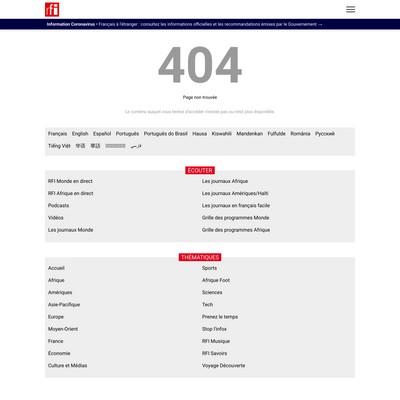 rfi
Information Coronavirus • Français à l'étranger : consultez les informations officielles et les recommandations émises par le Gouvernement →
404
Page non trouvée
Le contenu auquel vous tentez d'accéder n'existe pas ou n'est plus disponible.
Français English Español Português Português do Brasil Hausa Kiswahili Mandenkan Fulfulde Română Русский
Tiếng Việt 华语 華語 فارسی
ÉCOUTER
RFI Monde en direct
RFI Afrique en direct
Podcasts
Vidéos
Les journaux Monde
Les journaux Afrique
Les journaux Amériques/Haïti
Les journaux en français facile
Grille des programmes Monde
Grille des programmes Afrique
THÉMATIQUES
Accueil
Afrique
Amériques
Asie-Pacifique
Europe
Moyen-Orient
France
Économie
Culture et Médias
Sports
Afrique Foot
Sciences
Tech
Prenez le temps
Stop l'infox
RFI Musique
RFI Savoirs
Voyage Découverte